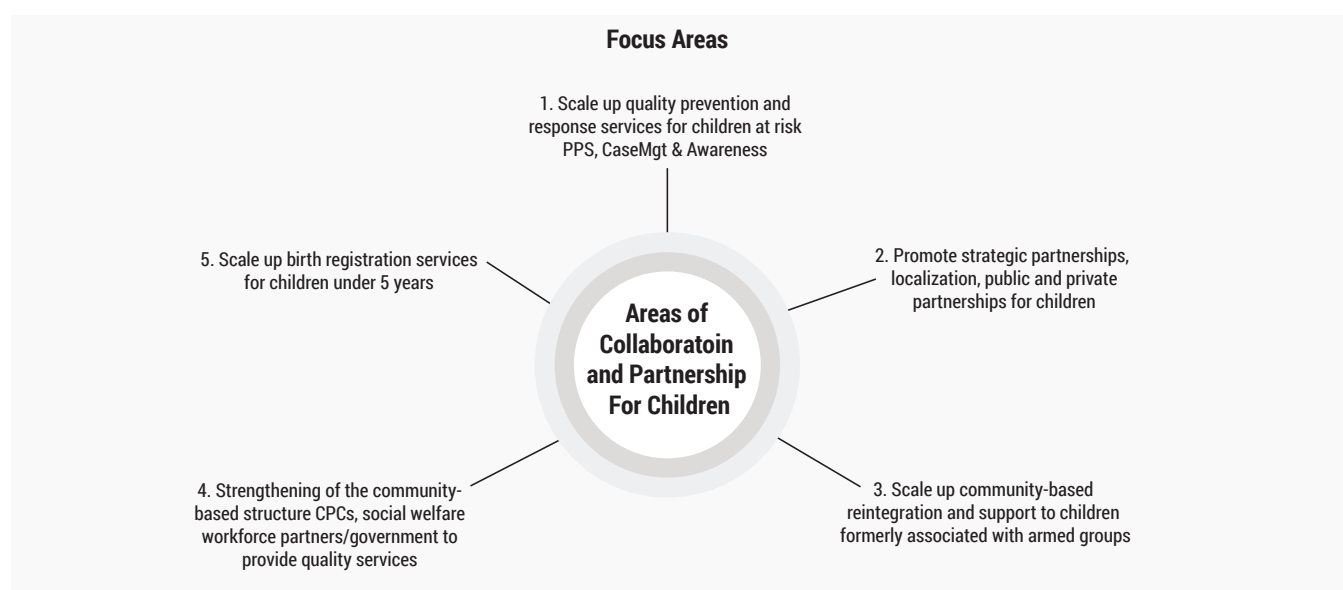 Focus Areas
1. Scale up quality prevention and
response services for children at risk
PPS, CaseMgt & Awareness
2. Promote strategic partnerships,
localization, public and private
partnerships for children
3. Scale up community-based
reintegration and support to children
formerly associated with armed groups
4. Strengthening of the community-
based structure CPCs, social welfare
workforce partners/government to
provide quality services
5. Scale up birth registration services
for children under 5 years
Areas of
Collaboratoin
and Partnership
For Children